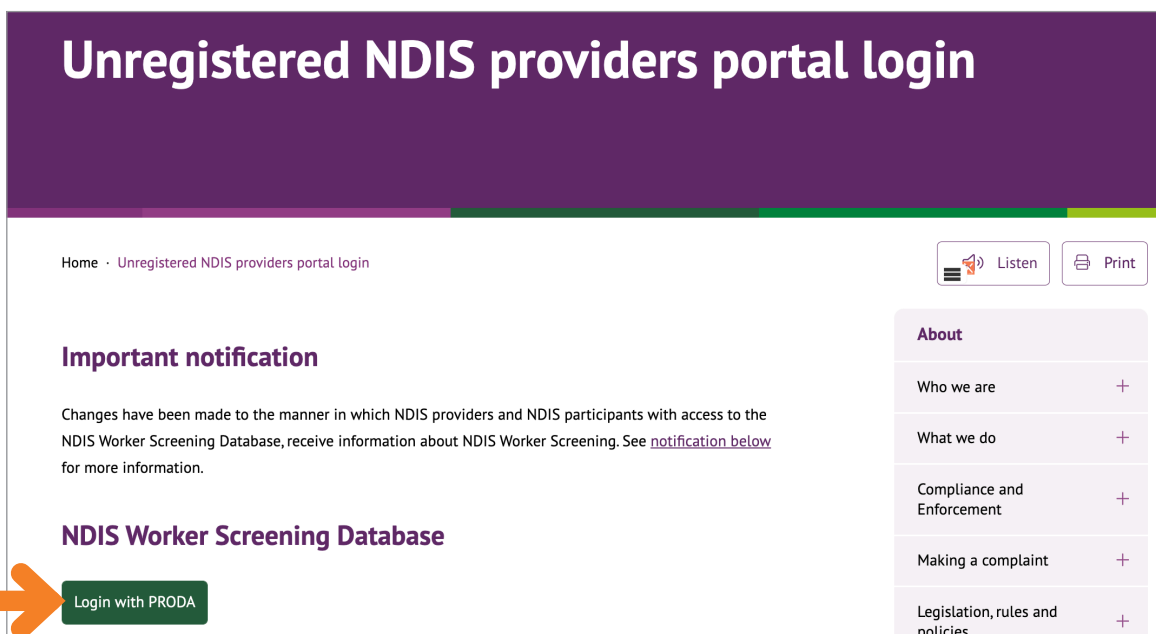 Unregistered NDIS providers portal login
Home · Unregistered NDIS providers portal login
Listen
Print
Important notification
Changes have been made to the manner in which NDIS providers and NDIS participants with access to the
NDIS Worker Screening Database, receive information about NDIS Worker Screening. See notification below
for more information.
NDIS Worker Screening Database
Login with PRODA
About
Who we are
What we do
Compliance and
Enforcement
Making a complaint
Legislation, rules and
policies